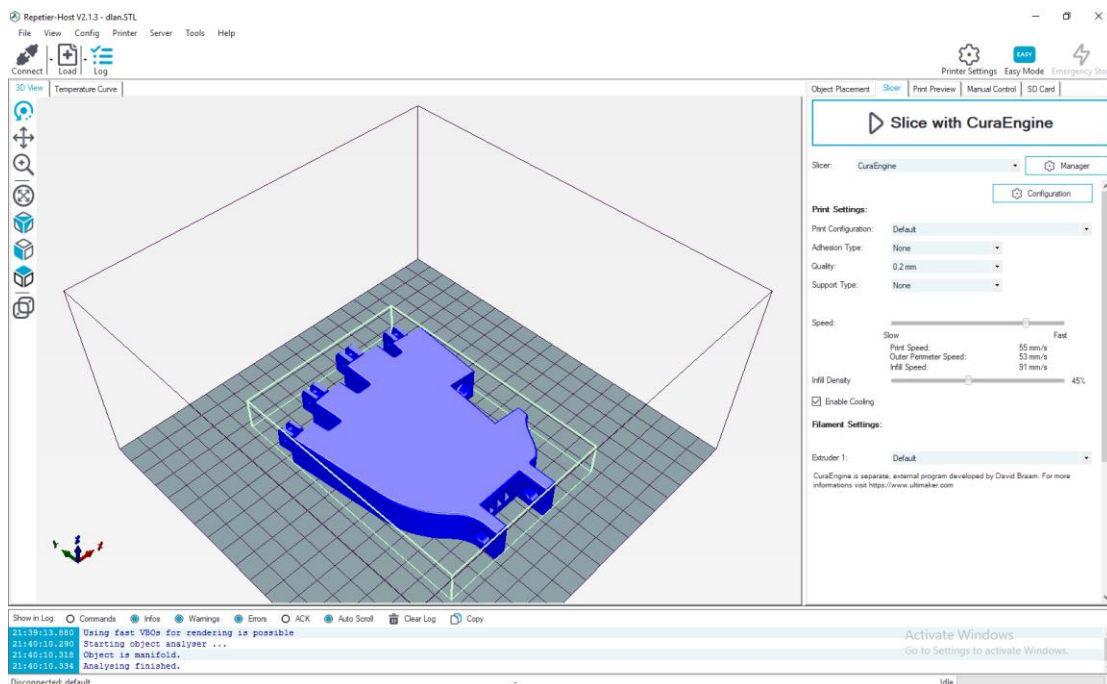 Repetier-Host V2.1.3 - dlan.STL
File View Config Printer Server Tools Help
Connect Load Log Printer Settings Easy Mode Emergency Sto
EASY
3D View Temperature Curve
Object Placement Slicer Print Preview Manual Control SD Card
Slice with CuraEngine
Slicer: CuraEngine Manager
Configuration
Print Settings:
Print Configuration: Default
Adhesion Type: None
Quality: 0.2 mm
Support Type: None
Speed:
Slow Fast
Print Speed: 55 mm/s
Outer Perimeter Speed: 53 mm/s
Infill Speed: 91 mm/s
Infill Density 45%
Enable Cooling
Filament Settings:
Extruder 1: Default
CuraEngine is separate, external program developed by David Braam. For more
informations visit https://www.ultimaker.com
Show in Log: Commands Infos Warnings Errors ACK Auto Scroll Clear Log Copy
21:39:13.880 Using fast VBOs for rendering is possible
21:40:10.290 Starting object analyser ...
21:40:10.318 Object is manifold.
21:40:10.334 Analysing finished.
Activate Windows
Go to Settings to activate Windows.
Disconnected: default
Idle